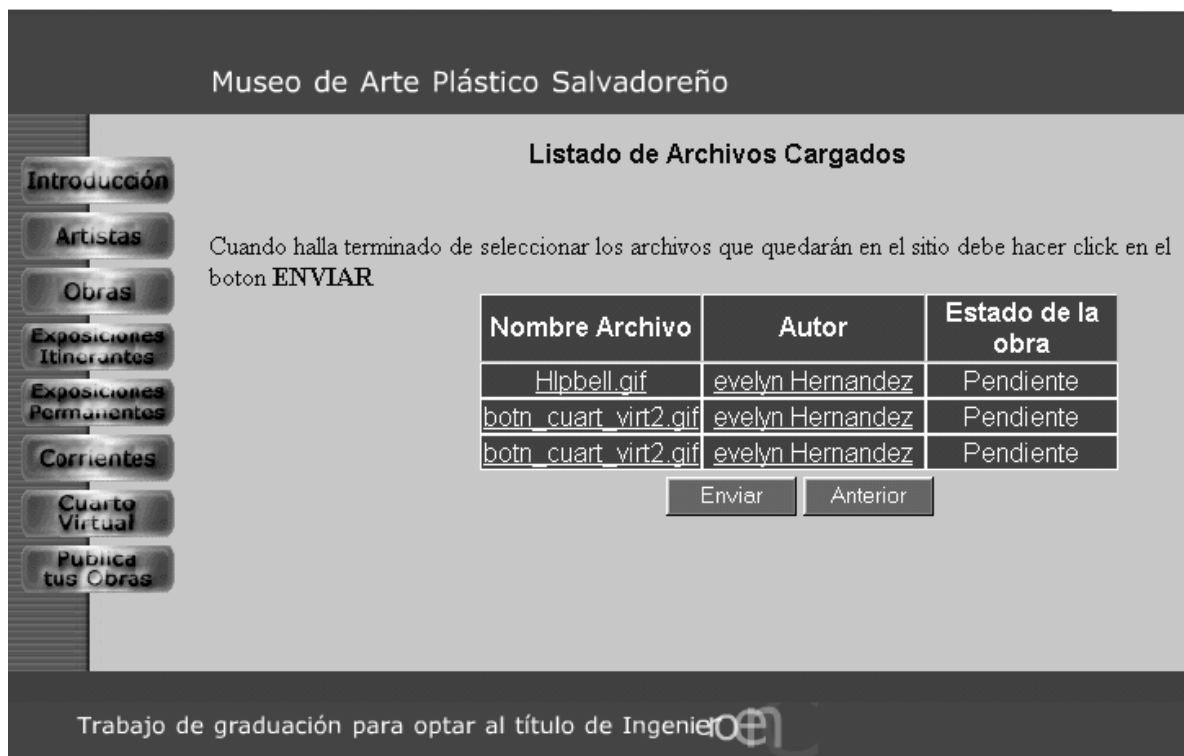 Museo de Arte Plástico Salvadoreño
Listado de Archivos Cargados
Introducción
Artistas
Obras
Exposiciones
Itinerantes
Exposiciones
Permanentes
Corrientes
Cuarto
Virtual
Publica
tus Obras
Cuando halla terminado de seleccionar los archivos que quedarán en el sitio debe hacer click en el
boton ENVIAR
Nombre Archivo Autor Estado de la
obra
Hlpbell.gif evelyn Hernandez Pendiente
botn_cuart_virt2.gif evelyn Hernandez Pendiente
botn_cuart_virt2.gif evelyn Hernandez Pendiente
Enviar Anterior
Trabajo de graduación para optar al título de